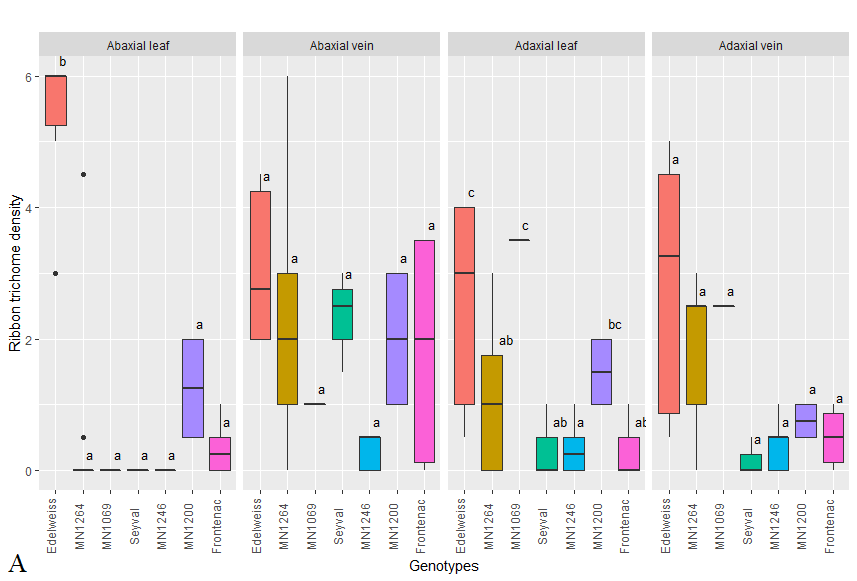 Abaxial leaf Abaxial vein Adaxial leaf Adaxial vein
Ribbon trichome density
6
4
2
0
b a a a a a a
a a a a a a a
c ab c ab a bc ab
a a a a a a a
Edelweiss MN1264 MN1069 Seyval MN1246 MN1200 Frontenac
Edelweiss MN1264 MN1069 Seyval MN1246 MN1200 Frontenac
Edelweiss MN1264 MN1069 Seyval MN1246 MN1200 Frontenac
Edelweiss MN1264 MN1069 Seyval MN1246 MN1200 Frontenac
Genotypes
A